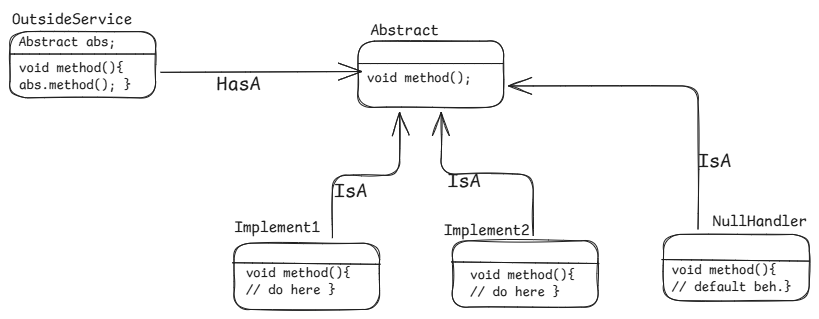 OutsideService
Abstract abs;
void method(){
abs.method(); }
HasA
Abstract
void method();
IsA
IsA
IsA
Implement1
void method(){
// do here }
Implement2
void method(){
// do here }
NullHandler
void method(){
// default beh.}